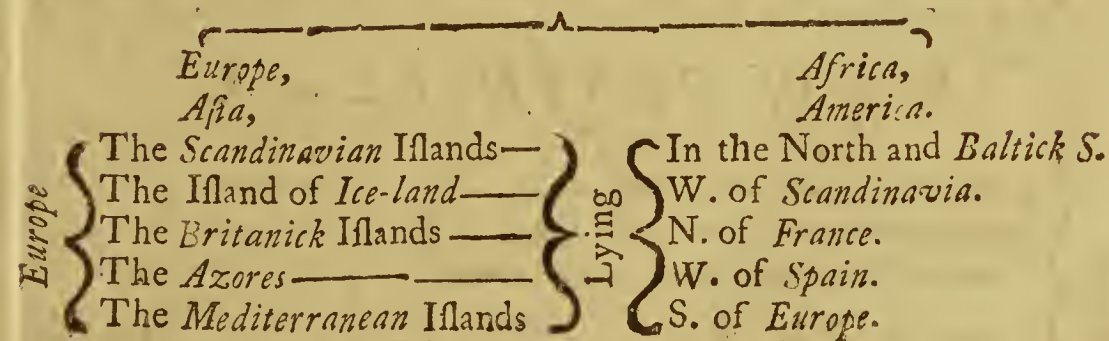 Europe, Africa,
Aſia, America.
Europe
The Scandinavian Iſlands— Lying In the North and Baltick S.
The Iſland of Ice-land—— W. of Scandinavia.
The Britanick Iſlands —— N. of France.
The Azores—— — W. of Spain.
The Mediterranean Iſlands S. of Europe.